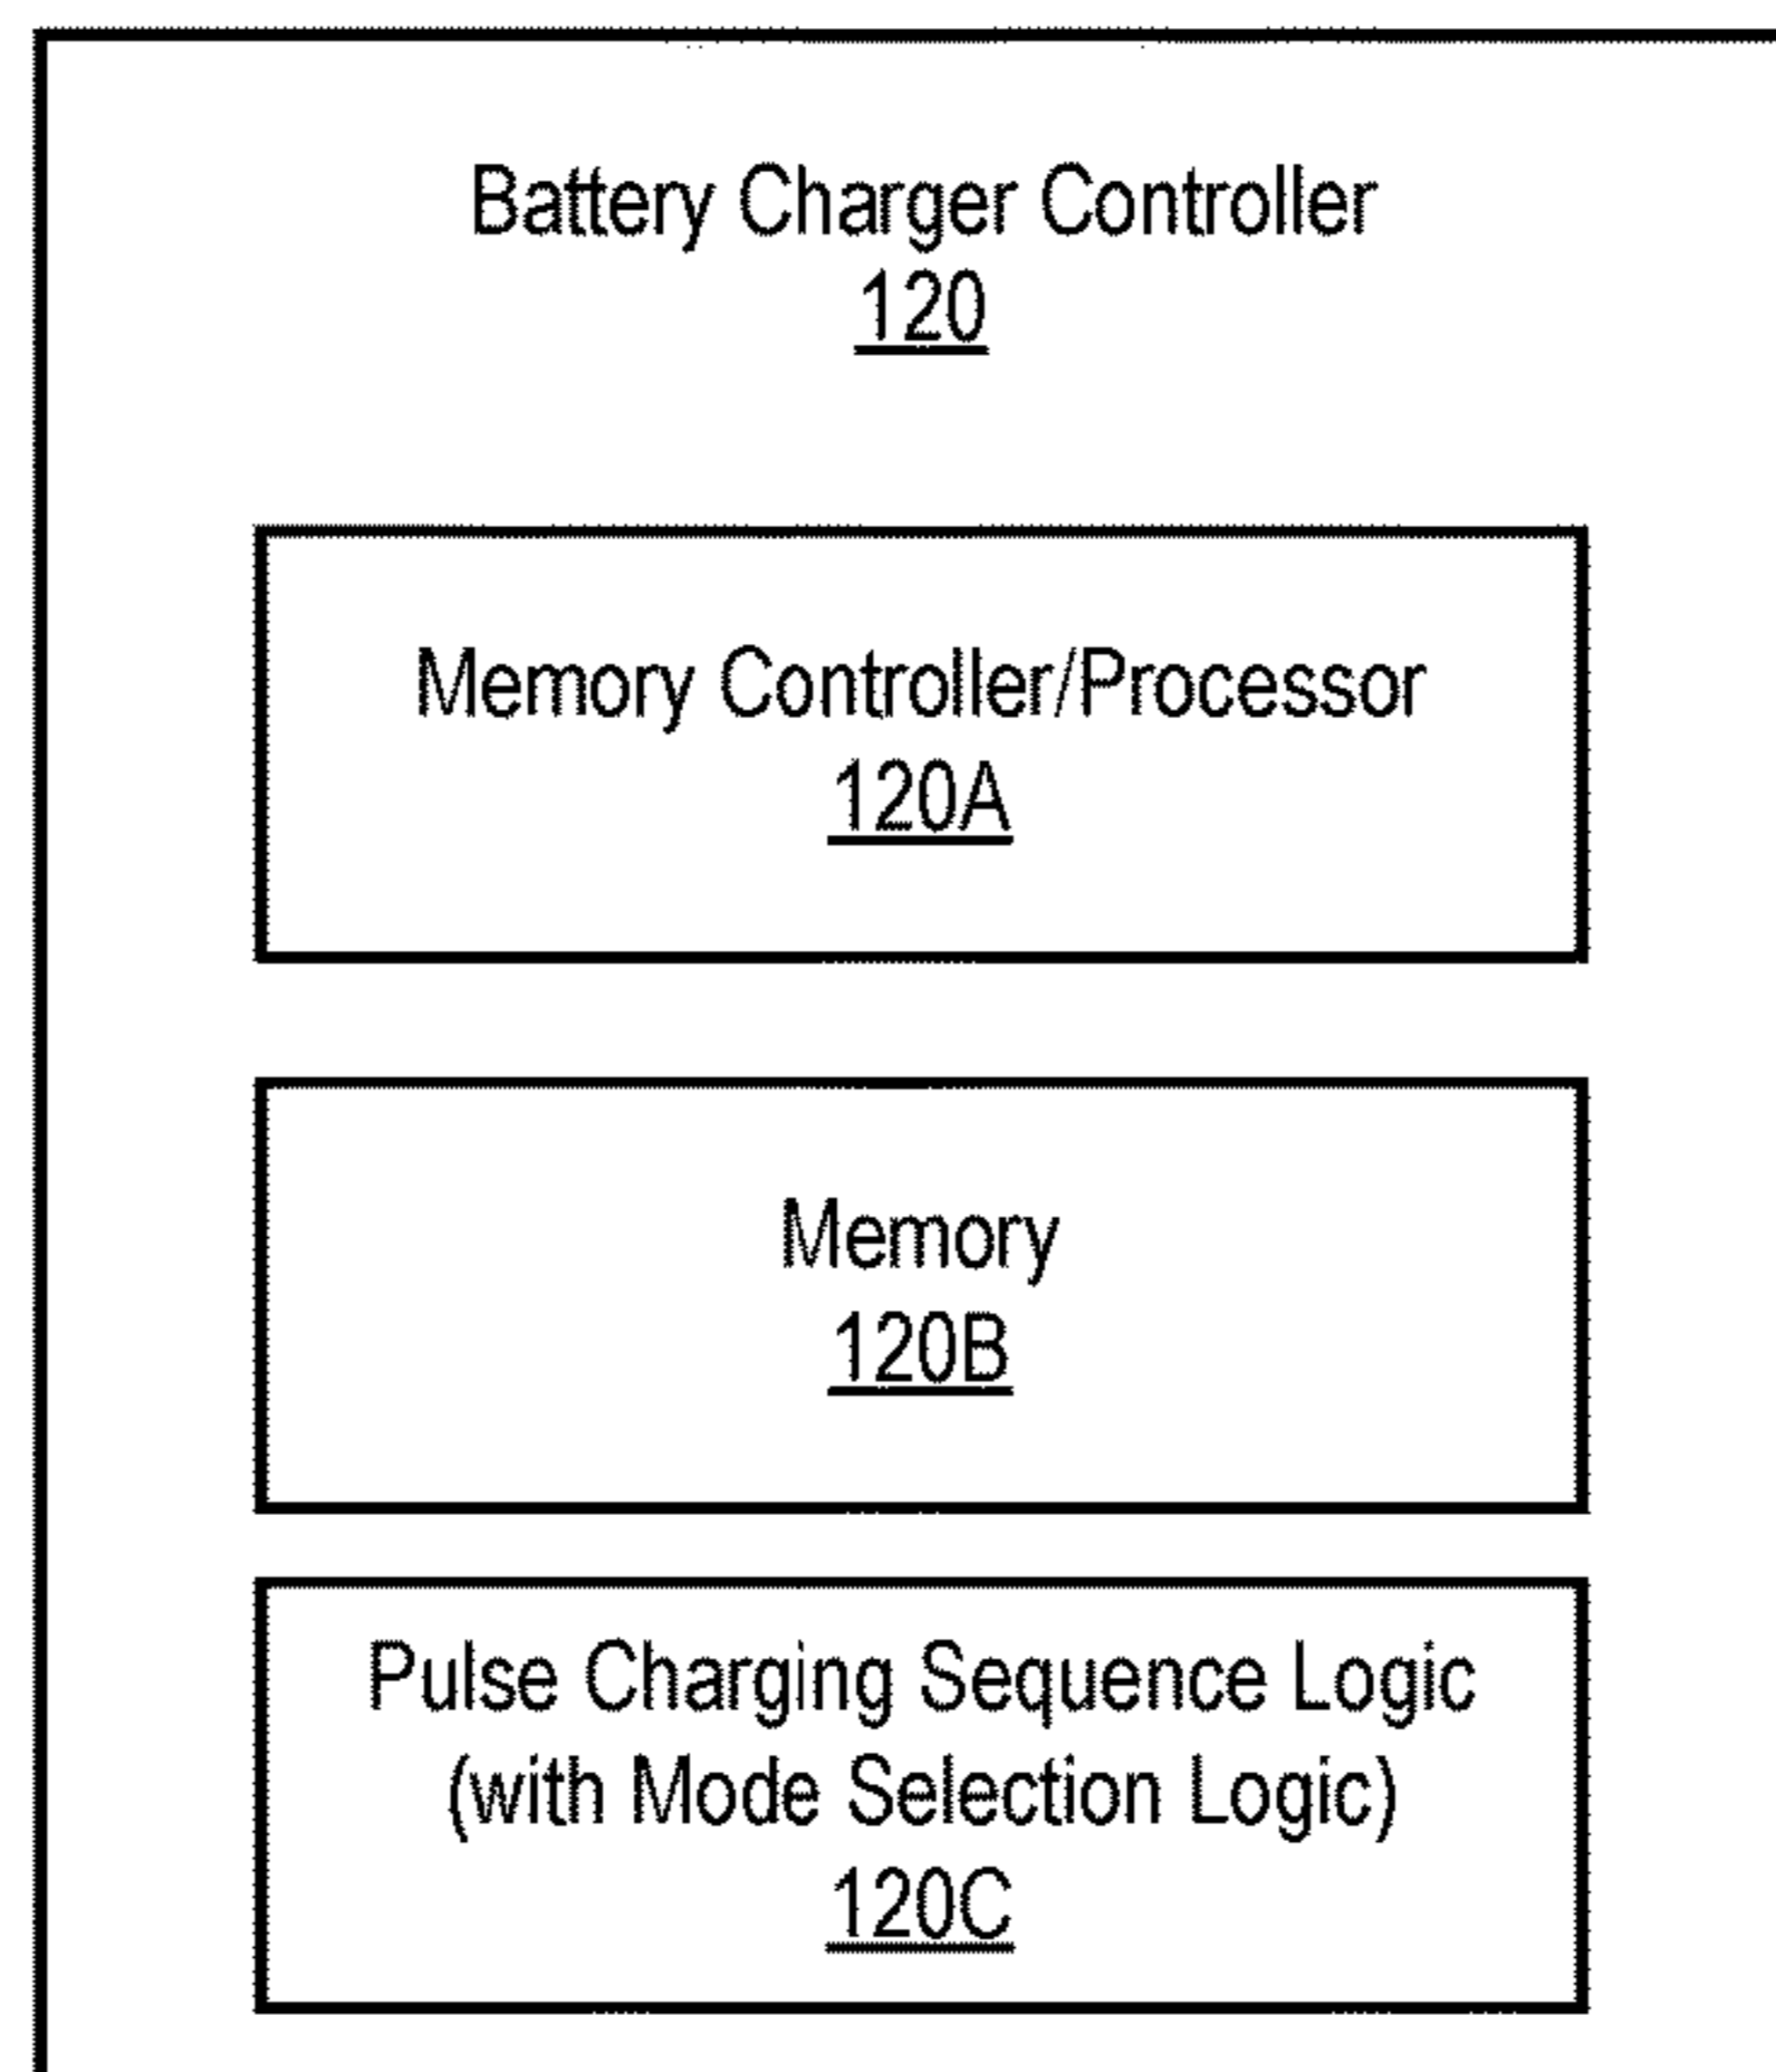 Battery Charger Controller
120
Memory Controller/Processor
120A
Memory
120B
Pulse Charging Sequence Logic
(with Mode Selection Logic)
120C